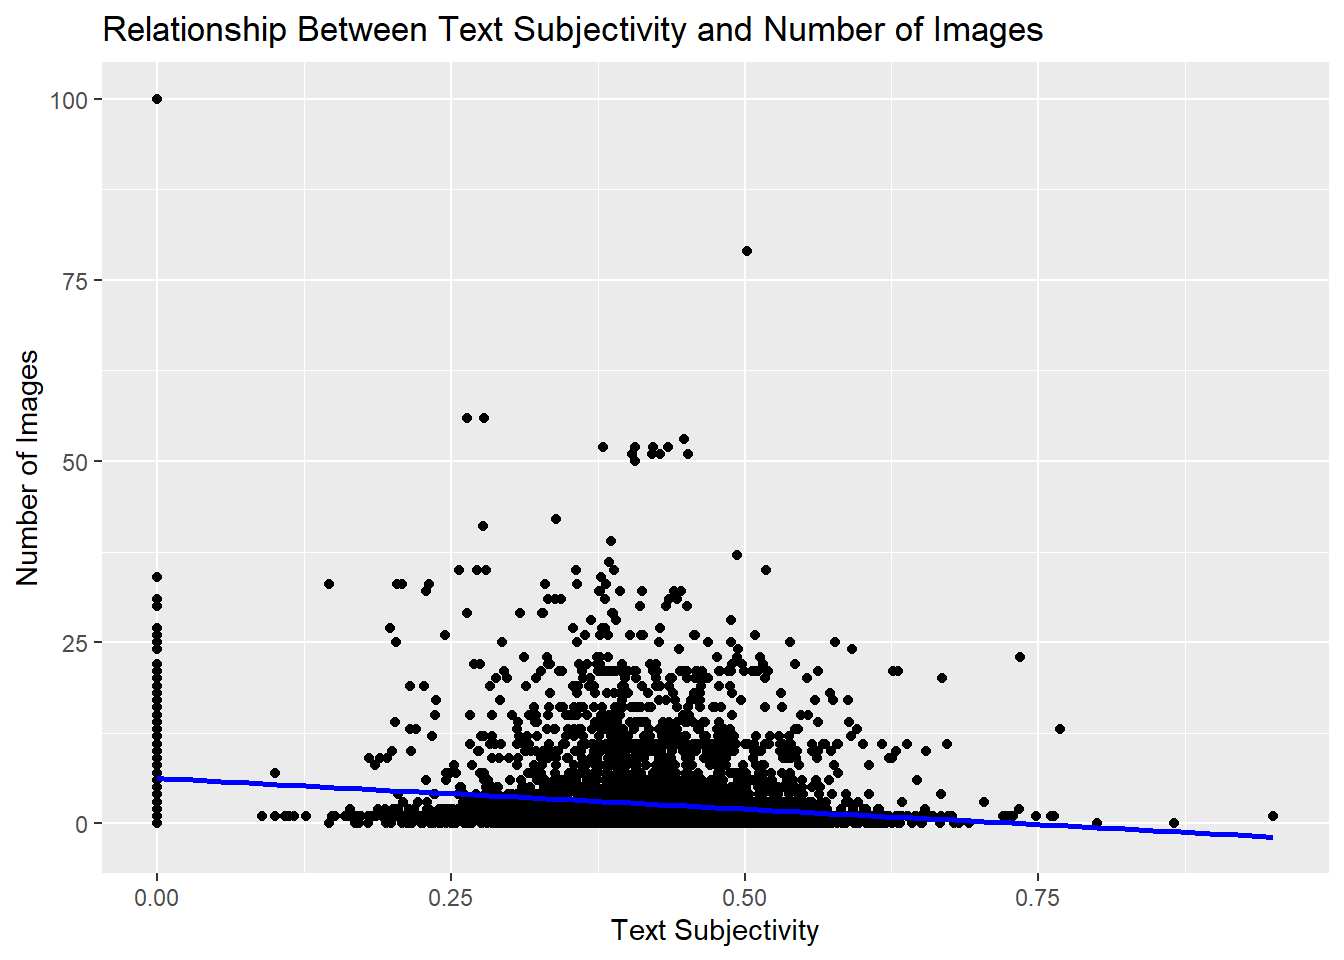 Relationship Between Text Subjectivity and Number of Images
100
75
50
25
0
Number of Images
0.00 0.25 0.50 0.75
Text Subjectivity